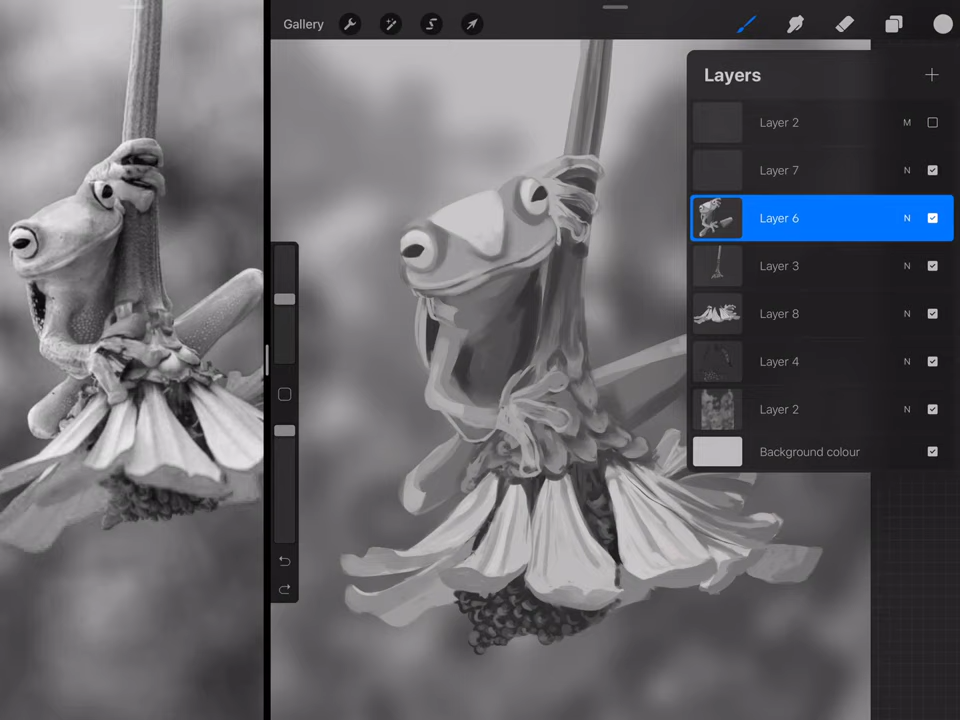 Gallery
Layers
Layer 2 M
Layer 7 N
Layer 6 N
Layer 3 N
Layer 8 N
Layer 4 N
Layer 2 N
Background colour